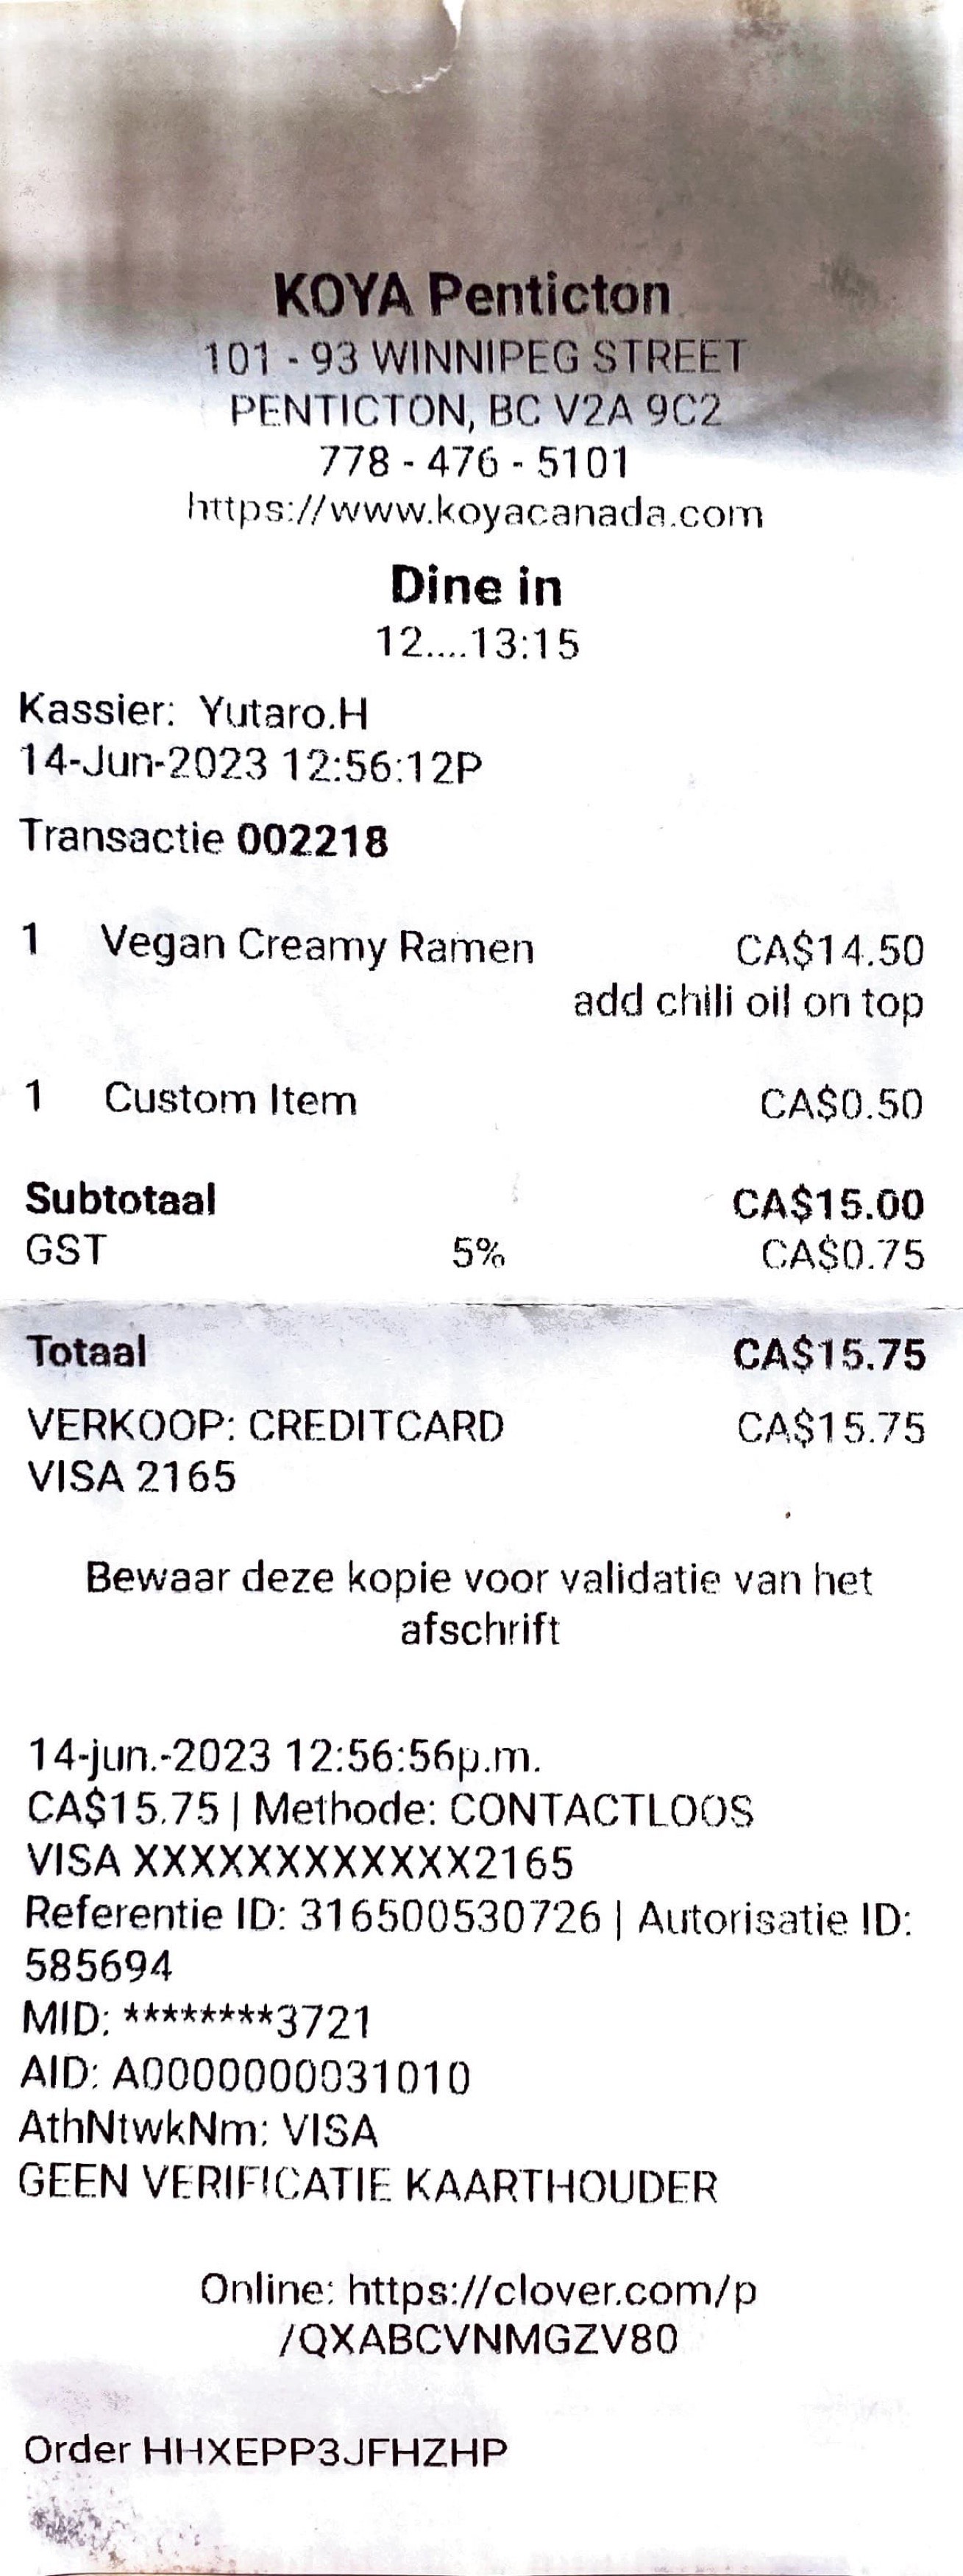 KOYA Penticton
101 - 93 WINNIPEG STREET
PENTICTON, BC V2A 9C2
778 - 476 - 5101
https://www.koyacanada.com
Dine in
12....13:15
Kassier: Yutaro.H
14-Jun-2023 12:56:12P
Transactie 002218
1 Vegan Creamy Ramen CA$14.50
add chili oil on top
1 Custom Item CA$0.50
Subtotaal CA$15.00
GST 5% CA$0.75
Totaal CA$15.75
VERKOOP: CREDITCARD CA$15.75
VISA 2165
Bewaar deze kopie voor validatie van het
afschrift
14-jun.-2023 12:56:56p.m.
CA$15.75 | Methode: CONTACTLOOS
VISA XXXXXXXXXXXX2165
Referentie ID: 316500530726 | Autorisatie ID:
585694
MID: ********3721
AID: A0000000031010
AthNtwkNm: VISA
GEEN VERIFICATIE KAARTHOUDER
Online: https://clover.com/p
/QXABCVNMGZV80
Order HHXEPP3JFHZHP